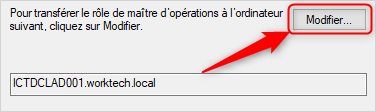 Pour transférer le rôle de maître d'opérations à l'ordinateur
suivant, cliquez sur Modifier.
Modifier...
ICTDCLAD001.worktech.local